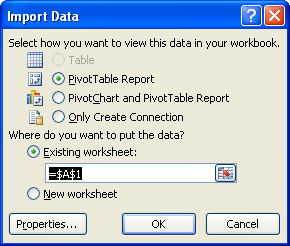 Import Data
Select how you want to view this data in your workbook.
Table
PivotTable Report
PivotChart and PivotTable Report
Only Create Connection
Where do you want to put the data?
Existing worksheet:
=$A$1
New worksheet
Properties... OK Cancel